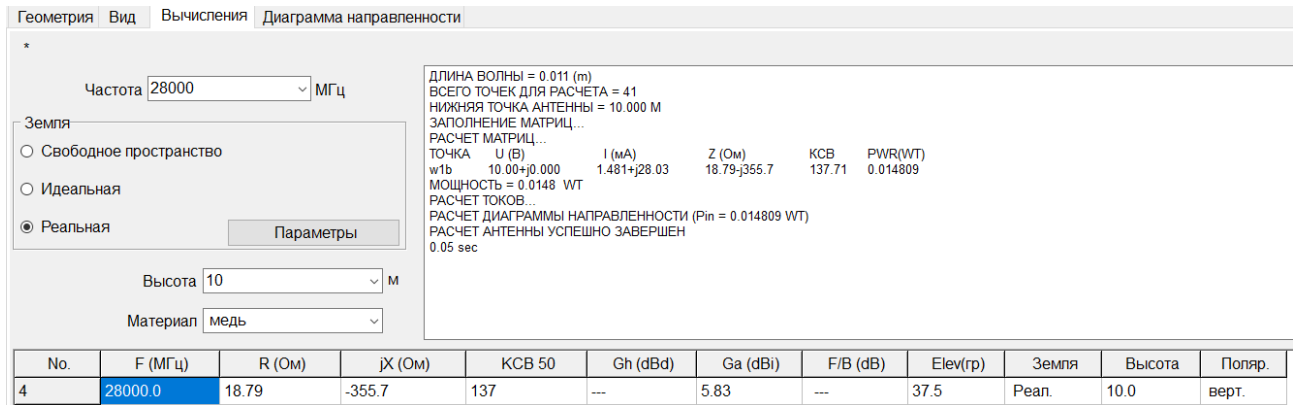 Геометрия Вид Вычисления Диаграмма направленности
*
Частота 28000 МГц
Земля
Свободное пространство
Идеальная
Реальная Параметры
Высота 10 м
Материал медь
ДЛИНА ВОЛНЫ = 0.011 (m)
ВСЕГО ТОЧЕК ДЛЯ РАСЧЕТА = 41
НИЖНЯЯ ТОЧКА АНТЕННЫ = 10.000 М
ЗАПОЛНЕНИЕ МАТРИЦ...
РАСЧЕТ МАТРИЦ...
ТОЧКА U (В) I (мА) Z (Ом) КСВ PWR(WT)
w1b 10.00+j0.000 1.481+j28.03 18.79-j355.7 137.71 0.014809
МОЩНОСТЬ = 0.0148 WT
РАСЧЕТ ТОКОВ...
РАСЧЕТ ДИАГРАММЫ НАПРАВЛЕННОСТИ (Pin = 0.014809 WT)
РАСЧЕТ АНТЕННЫ УСПЕШНО ЗАВЕРШЕН
0.05 sec
No. F (МГц) R (Ом) jX (Ом) КСВ 50 Gh (dBd) Ga (dBi) F/B (dB) Elev(гр) Земля Высота Поляр.
4 28000.0 18.79 -355.7 137 --- 5.83 --- 37.5 Реал. 10.0 верт.